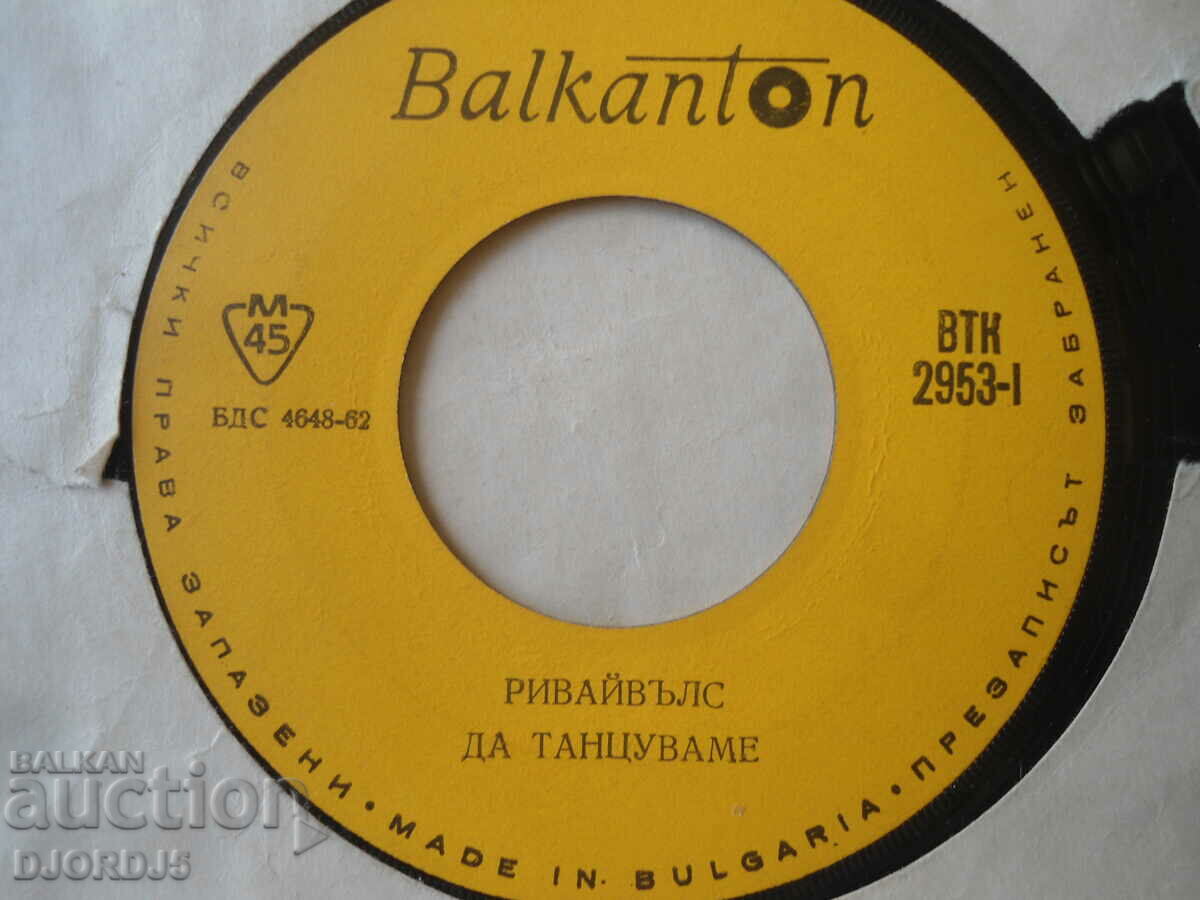 Balkanton
M
45
БДС 4648-62
ВТК
2953-I
РИВАЙВЪЛС
ДА ТАНЦУВАМЕ
ВСИЧКИ ПРАВА ЗАПАЗЕНИ • MADE IN BULGARIA • ПРЕЗАПИСЪТ ЗАБРАНЕН
BALKAN
auction
DJORDJ5